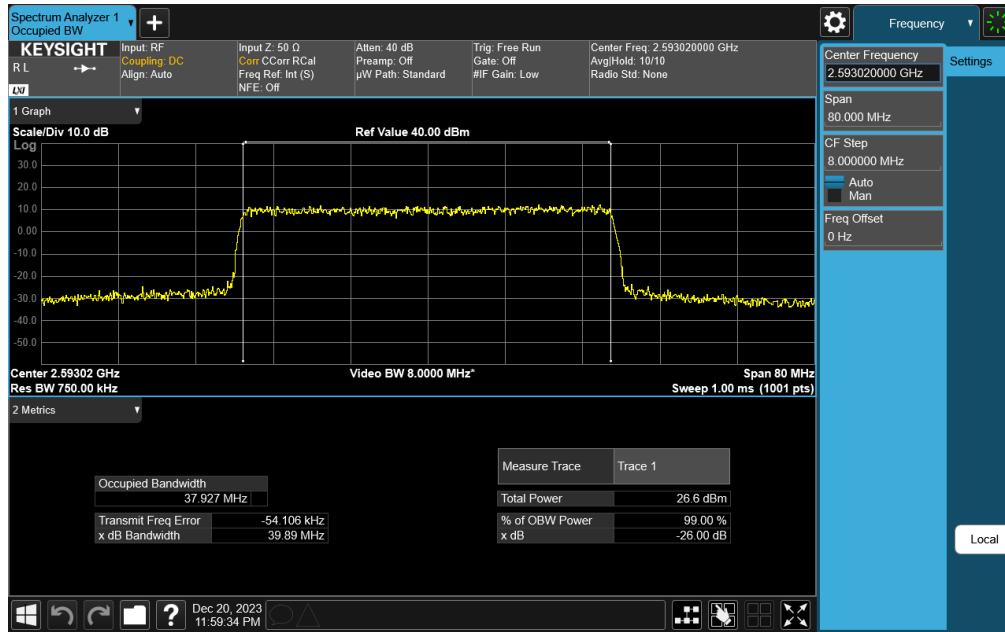 Spectrum Analyzer 1
Occupied BW
+
Frequency
KEYSIGHT
R L
LXI
Input: RF
Coupling: DC
Align: Auto
Input Z: 50 Ω
Corr CCorr RCal
Freq Ref: Int (S)
NFE: Off
Atten: 40 dB
Preamp: Off
µW Path: Standard
Trig: Free Run
Gate: Off
#IF Gain: Low
Center Freq: 2.593020000 GHz
Avg|Hold: 10/10
Radio Std: None
1 Graph
Scale/Div 10.0 dB
Ref Value 40.00 dBm
Log
30.0
20.0
10.0
0.00
-10.0
-20.0
-30.0
-40.0
-50.0
Center 2.59302 GHz
Video BW 8.0000 MHz*
Span 80 MHz
Res BW 750.00 kHz
Sweep 1.00 ms (1001 pts)
2 Metrics
Occupied Bandwidth
37.927 MHz
Transmit Freq Error -54.106 kHz
x dB Bandwidth 39.89 MHz
Measure Trace Trace 1
Total Power 26.6 dBm
% of OBW Power 99.00 %
x dB -26.00 dB
Center Frequency
2.593020000 GHz
Span
80.000 MHz
CF Step
8.000000 MHz
Auto
Man
Freq Offset
0 Hz
Settings
Local
?
Dec 20, 2023
11:59:34 PM